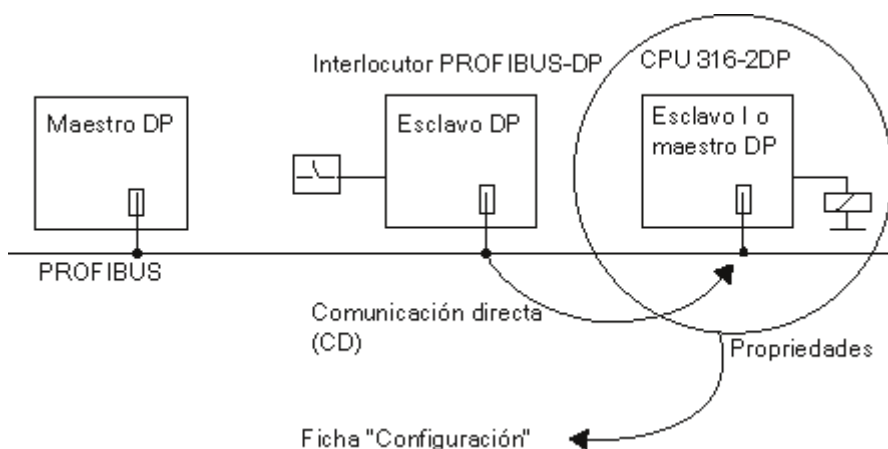 Interlocutor PROFIBUS-DP
CPU 316-2DP
Maestro DP
Esclavo DP
Esclavo I o
maestro DP
PROFIBUS
Comunicación directa
(CD)
Propriedades
Ficha "Configuración"